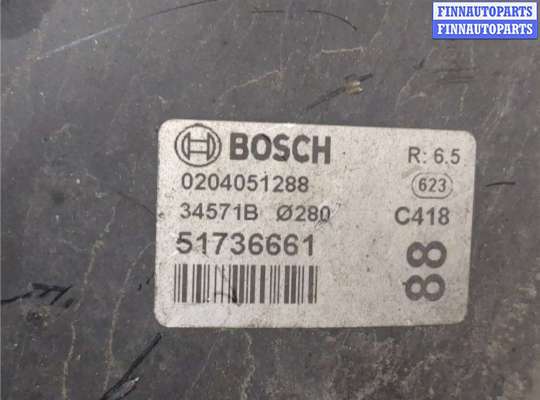 FINNAUTOPARTS
FINNAUTOPARTS
BOSCH R: 6.5
0204051288 623
34571B Ø280 C418
51736661
88